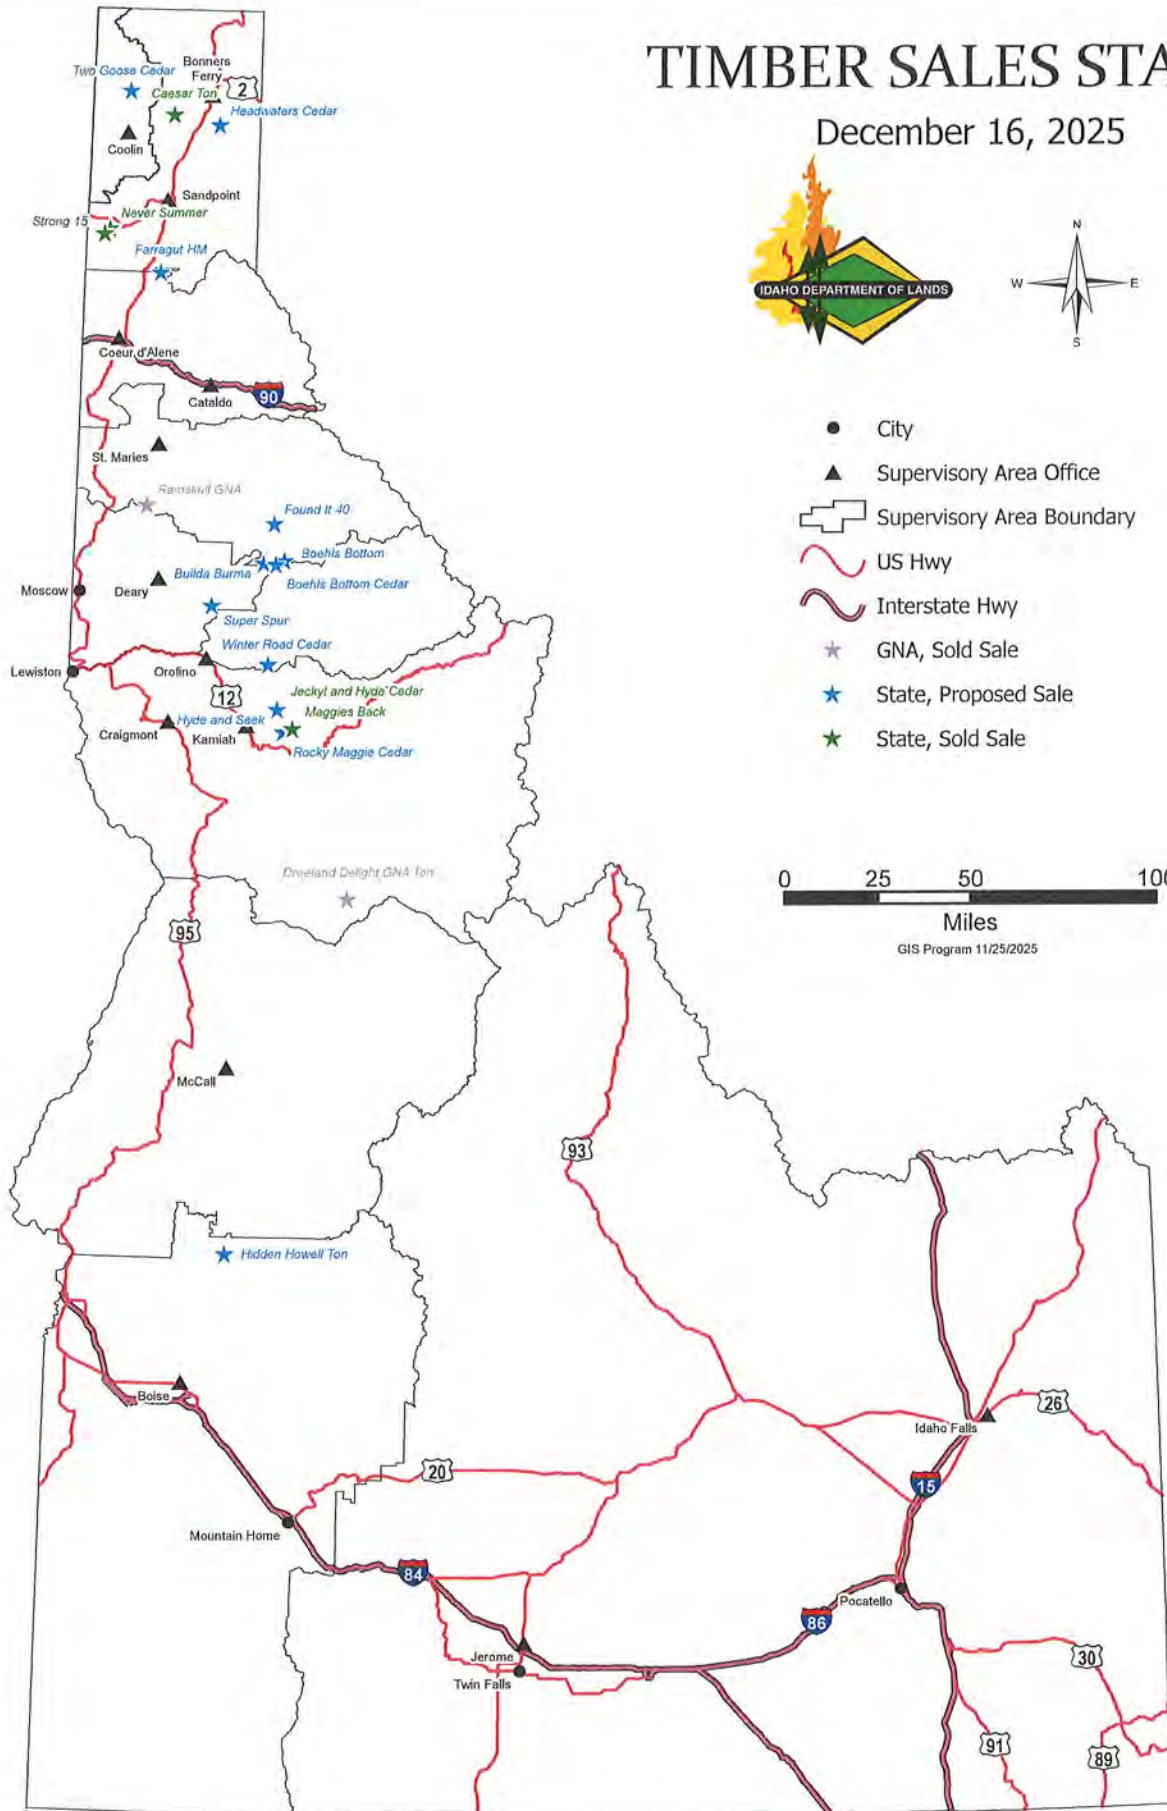 TIMBER SALES STA
December 16, 2025
IDAHO DEPARTMENT OF LANDS
N
W
E
S
City
Supervisory Area Office
Supervisory Area Boundary
US Hwy
Interstate Hwy
GNA, Sold Sale
State, Proposed Sale
State, Sold Sale
0 25 50 100
Miles
GIS Program 11/25/2025
Bonners
Ferry
2
Two Goose Cedar
Caesar Ton
Headwaters Cedar
Coolin
Sandpoint
Never Summer
Strong 15
Farragut HM
Coeur d'Alene
Cataldo
90
St. Maries
Ramskull GNA
Found It 40
Boehls Bottom
Builda Burma
Boehls Bottom Cedar
Moscow
Deary
Super Spur
Winter Road Cedar
Lewiston
Orofino
12
Jeckyl and Hyde Cedar
Maggies Back
Hyde and Seek
Craigmont
Kamiah
Rocky Maggie Cedar
95
McCall
93
Hidden Howell Ton
Boise
Idaho Falls
26
20
15
Mountain Home
84
Pocatello
86
Jerome
Twin Falls
30
91
89